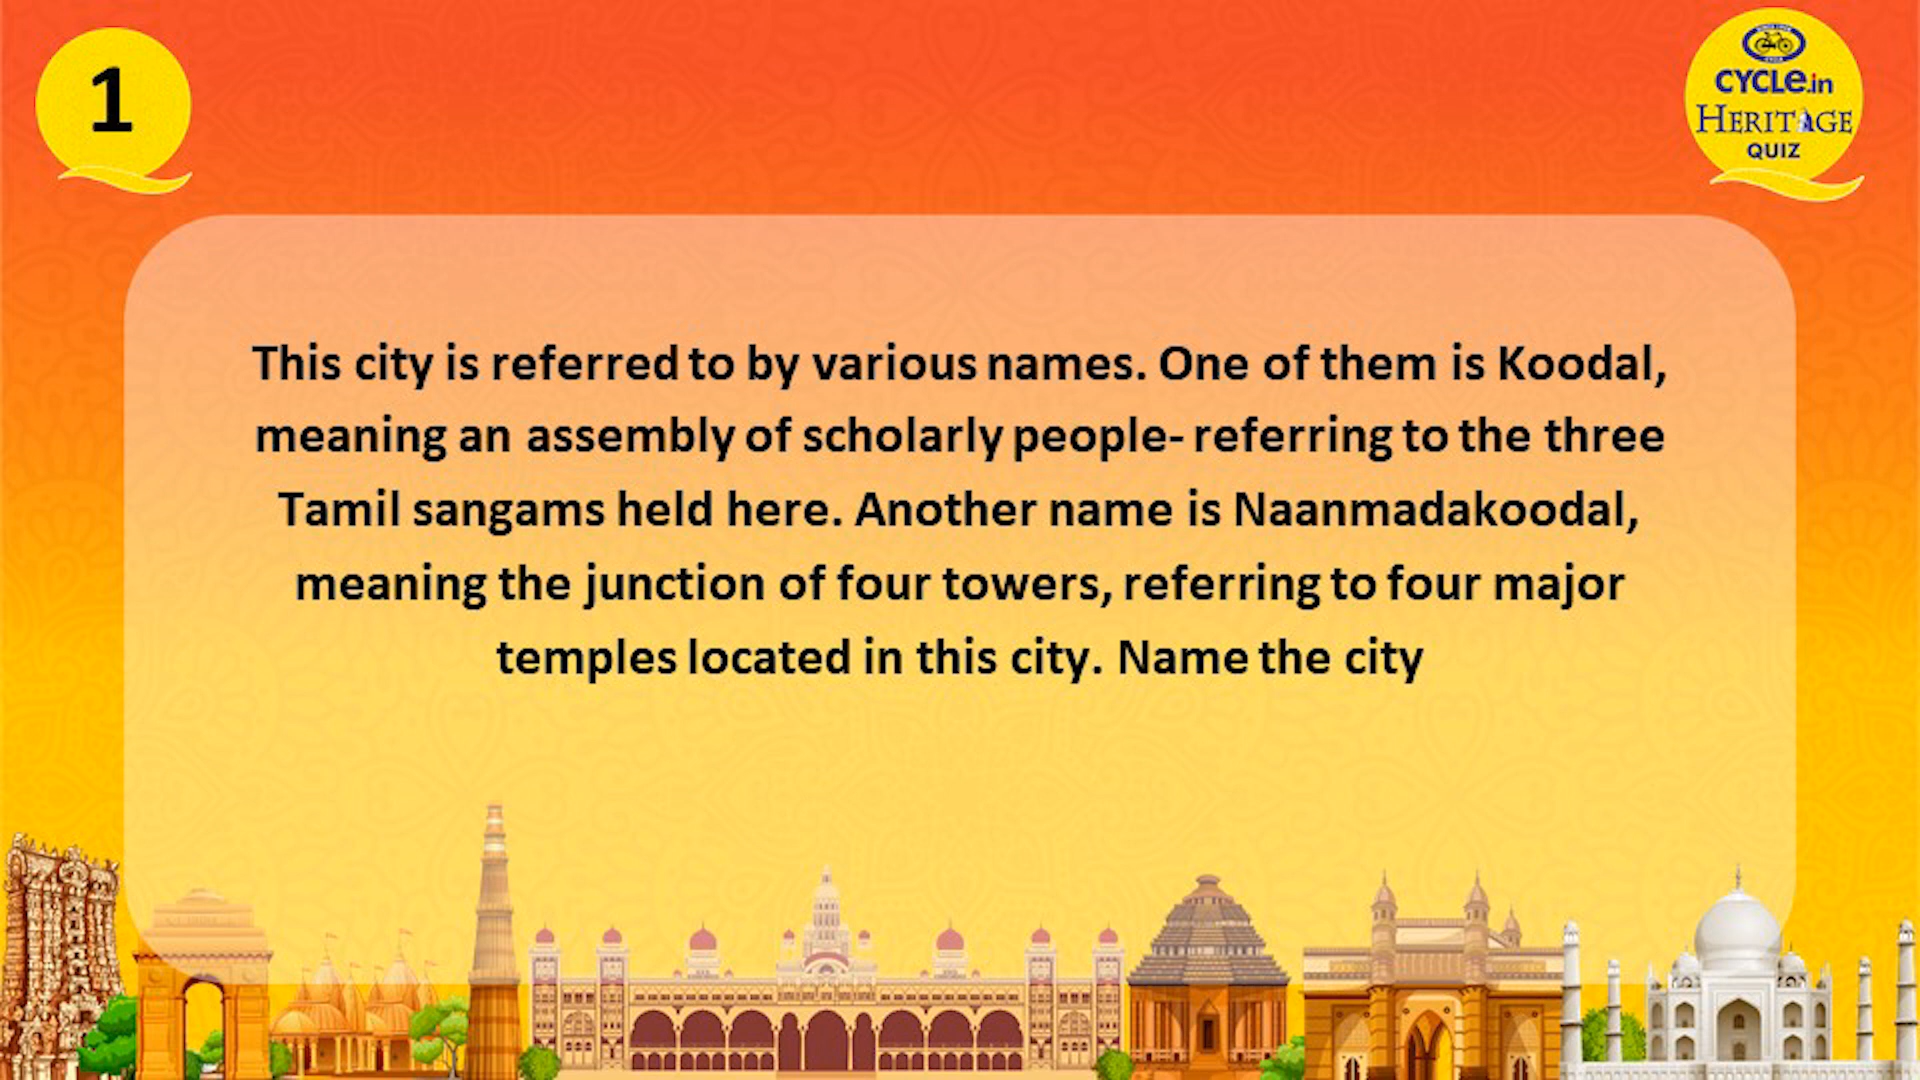 1
CYCLE.in
HERITAGE
QUIZ
This city is referred to by various names. One of them is Koodal,
meaning an assembly of scholarly people- referring to the three
Tamil sangams held here. Another name is Naanmadakoodal,
meaning the junction of four towers, referring to four major
temples located in this city. Name the city